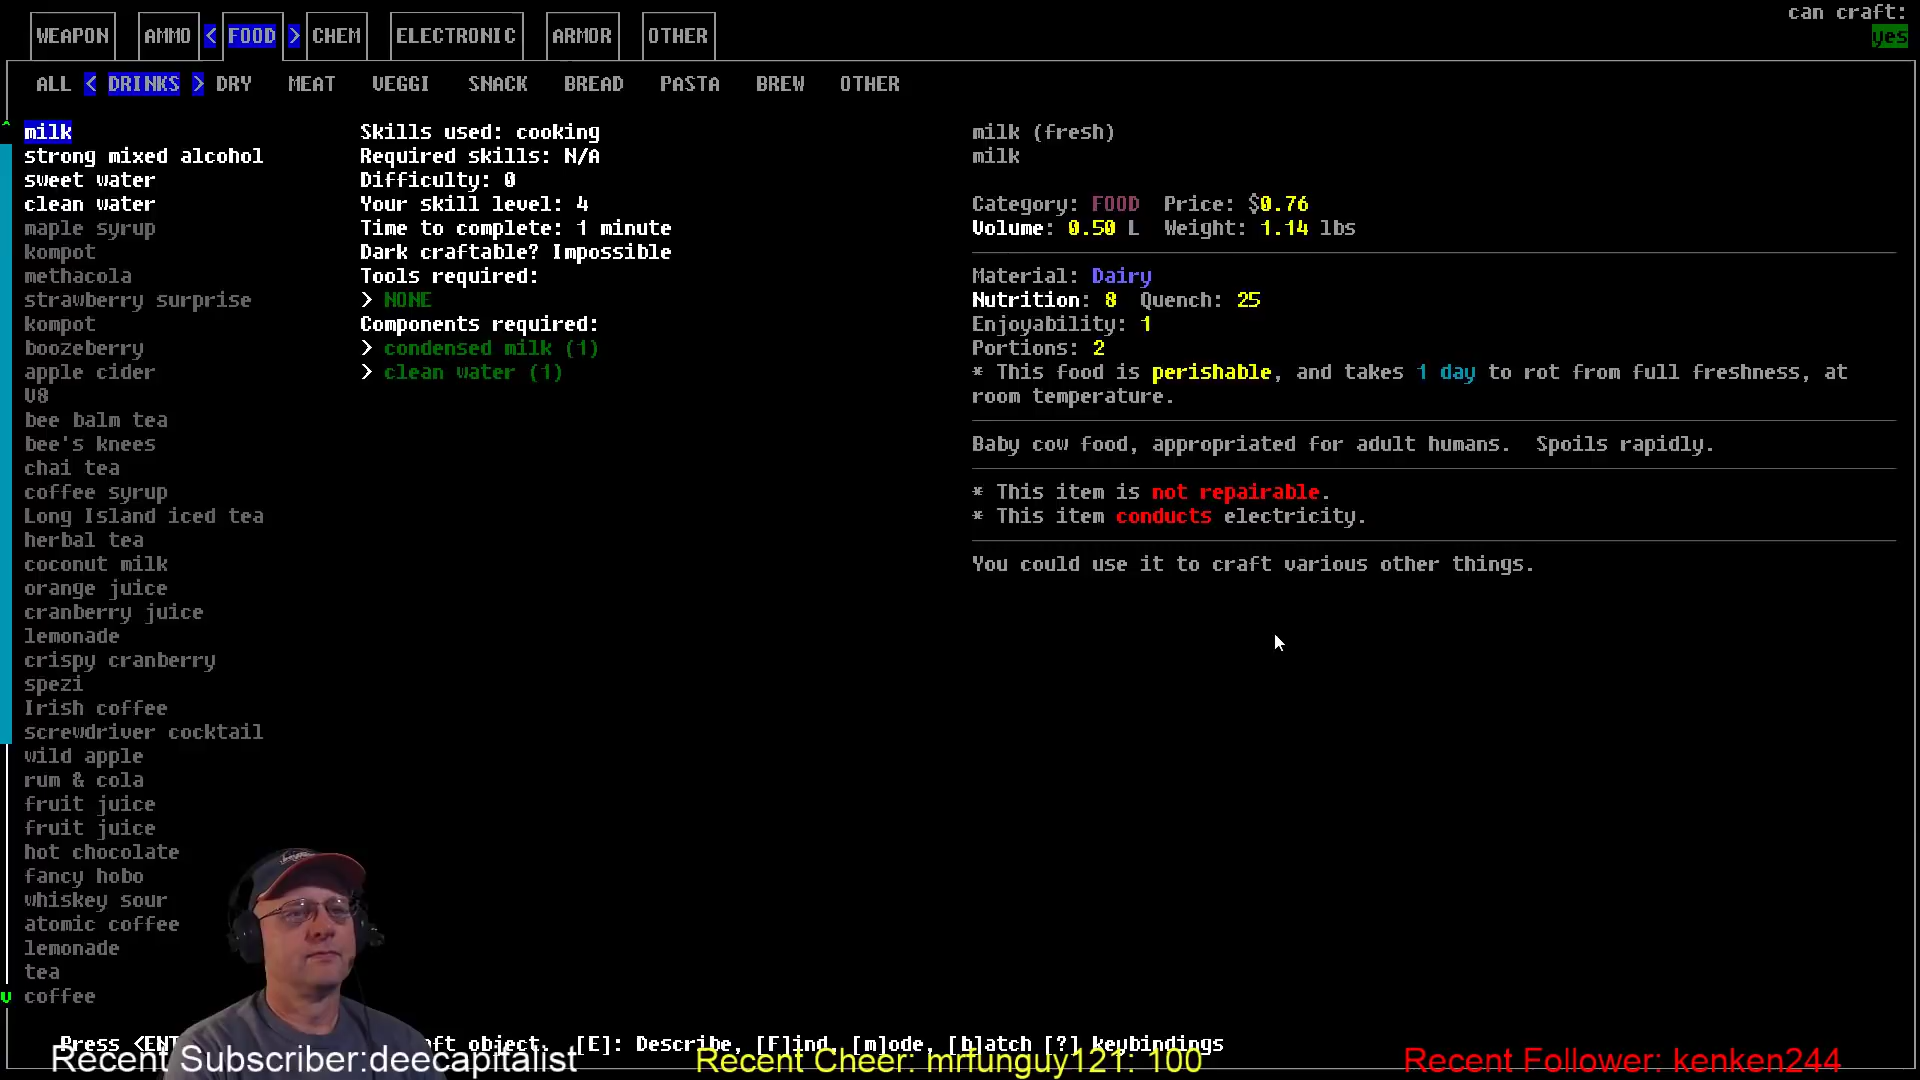 can craft:
WEAPON AMMO < FOOD > CHEM ELECTRONIC ARMOR OTHER yes
ALL < DRINKS > DRY MEAT VEGGI SNACK BREAD PASTA BREW OTHER
milk
strong mixed alcohol
sweet water
clean water
maple syrup
kompot
methacola
strawberry surprise
kompot
boozeberry
apple cider
V8
bee balm tea
bee's knees
chai tea
coffee syrup
Long Island iced tea
herbal tea
coconut milk
orange juice
cranberry juice
lemonade
crispy cranberry
spezi
Irish coffee
screwdriver cocktail
wild apple
rum & cola
fruit juice
fruit juice
hot chocolate
fancy hobo
whiskey sour
atomic coffee
lemonade
tea
v coffee
Skills used: cooking
Required skills: N/A
Difficulty: 0
Your skill level: 4
Time to complete: 1 minute
Dark craftable? Impossible
Tools required:
> NONE
Components required:
> condensed milk (1)
> clean water (1)
milk (fresh)
milk
Category: FOOD Price: $0.76
Volume: 0.50 L Weight: 1.14 lbs
Material: Dairy
Nutrition: 8 Quench: 25
Enjoyability: 1
Portions: 2
* This food is perishable, and takes 1 day to rot from full freshness, at
room temperature.
Baby cow food, appropriated for adult humans. Spoils rapidly.
* This item is not repairable.
* This item conducts electricity.
You could use it to craft various other things.
Press <ENT ft object. [E]: Describe, [F]ind, [m]ode, [b]atch [?] keybindings
Recent Subscriber:deecapitalist Recent Cheer: mrfunguy121: 100 Recent Follower: kenken244